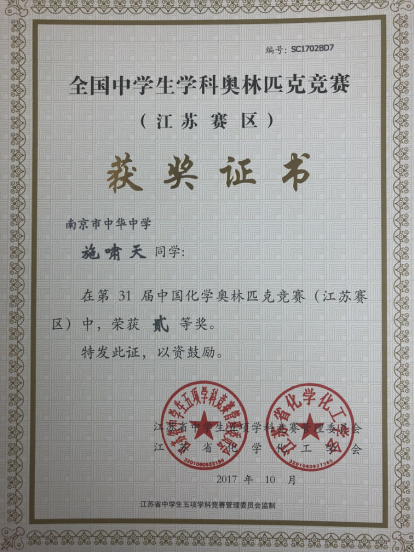 编号:SC1702BD7
全国中学生学科奥林匹克竞赛
(江苏赛区)
获奖证书
南京市中华中学
施啸天同学:
在第 31 届中国化学奥林匹克竞赛(江苏赛
区)中,荣获 贰 等奖。
特发此证,以资鼓励。
江苏省中学生五项学科竞赛管理委员会
江苏省化学化工学会
2017 年 10 月
江苏省中学生五项学科竞赛管理委员会监制